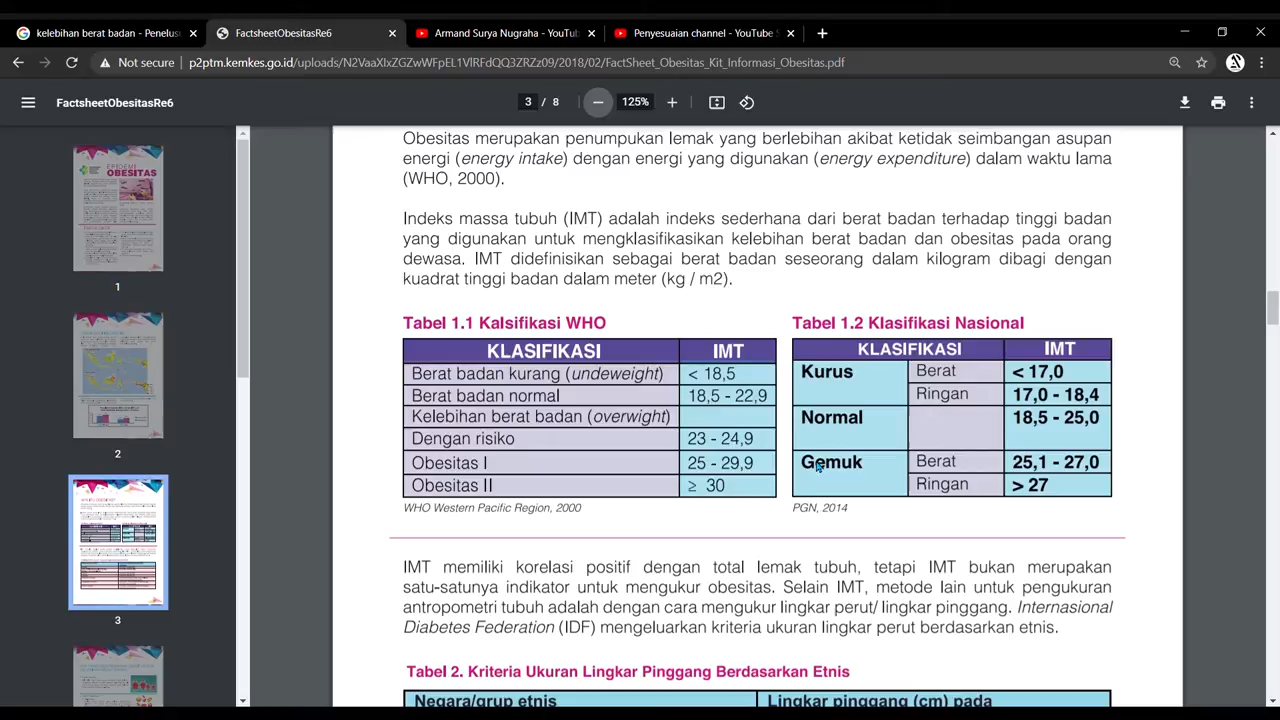 kelebihan berat badan - Penelus
FactsheetObesitasRe6
Armand Surya Nugraha - YouTub
Penyesuaian channel - YouTube S
Not secure
p2ptm.kemkes.go.id/uploads/N2VaaXIxZGZwWFpEL1VlRFdQQ3ZRZz09/2018/02/FactSheet_Obesitas_Kit_Informasi_Obesitas.pdf
FactsheetObesitasRe6
3 / 8
125%
EPIDEMI
OBESITAS
1
2
3
Obesitas merupakan penumpukan lemak yang berlebihan akibat ketidak seimbangan asupan
energi (energy intake) dengan energi yang digunakan (energy expenditure) dalam waktu lama
(WHO, 2000).
Indeks massa tubuh (IMT) adalah indeks sederhana dari berat badan terhadap tinggi badan
yang digunakan untuk mengklasifikasikan kelebihan berat badan dan obesitas pada orang
dewasa. IMT didefinisikan sebagai berat badan seseorang dalam kilogram dibagi dengan
kuadrat tinggi badan dalam meter (kg / m2).
Tabel 1.1 Kalsifikasi WHO
KLASIFIKASI IMT
Berat badan kurang (undeweight) < 18,5
Berat badan normal 18,5 - 22,9
Kelebihan berat badan (overwight)
Dengan risiko 23 - 24,9
Obesitas I 25 - 29,9
Obesitas II ≥ 30
WHO Western Pacific Region, 2000
Tabel 1.2 Klasifikasi Nasional
KLASIFIKASI IMT
Kurus Berat < 17,0
Ringan 17,0 - 18,4
Normal 18,5 - 25,0
Gemuk Berat 25,1 - 27,0
Ringan > 27
PGN, 2014
IMT memiliki korelasi positif dengan total lemak tubuh, tetapi IMT bukan merupakan
satu-satunya indikator untuk mengukur obesitas. Selain IMT, metode lain untuk pengukuran
antropometri tubuh adalah dengan cara mengukur lingkar perut/ lingkar pinggang. Internasional
Diabetes Federation (IDF) mengeluarkan kriteria ukuran lingkar perut berdasarkan etnis.
Tabel 2. Kriteria Ukuran Lingkar Pinggang Berdasarkan Etnis
Negara/grup etnis Lingkar pinggang (cm) pada